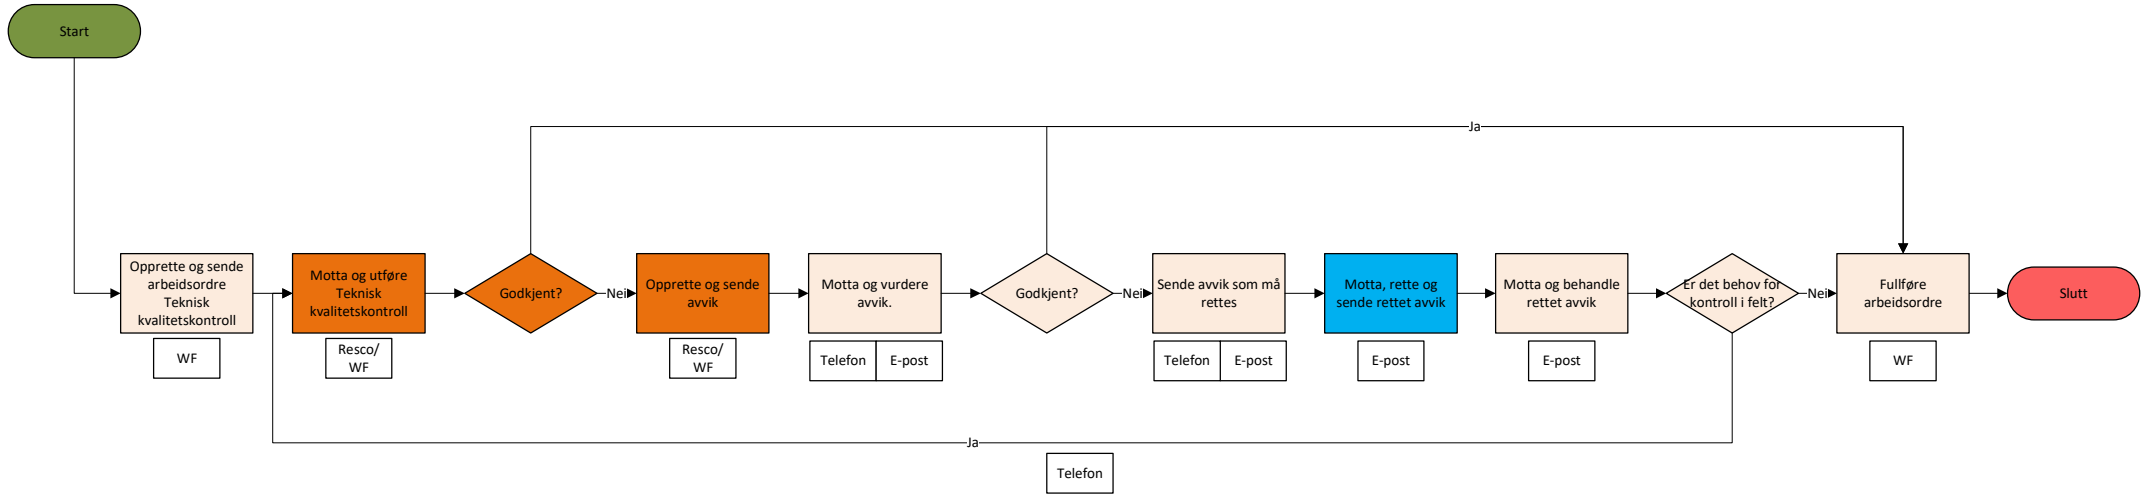 Start
Ja
Opprette og sende
arbeidsordre
Teknisk
kvalitetskontroll
WF
Motta og utføre
Teknisk
kvalitetskontroll
Resco/
WF
Godkjent?
Nei
Opprette og sende
avvik
Resco/
WF
Motta og vurdere
avvik.
Telefon
E-post
Godkjent?
Nei
Sende avvik som må
rettes
Telefon
E-post
Motta, rette og
sende rettet avvik
E-post
Motta og behandle
rettet avvik
E-post
Er det behov for
kontroll i felt?
Nei
Fullføre
arbeidsordre
WF
Slutt
Ja
Telefon